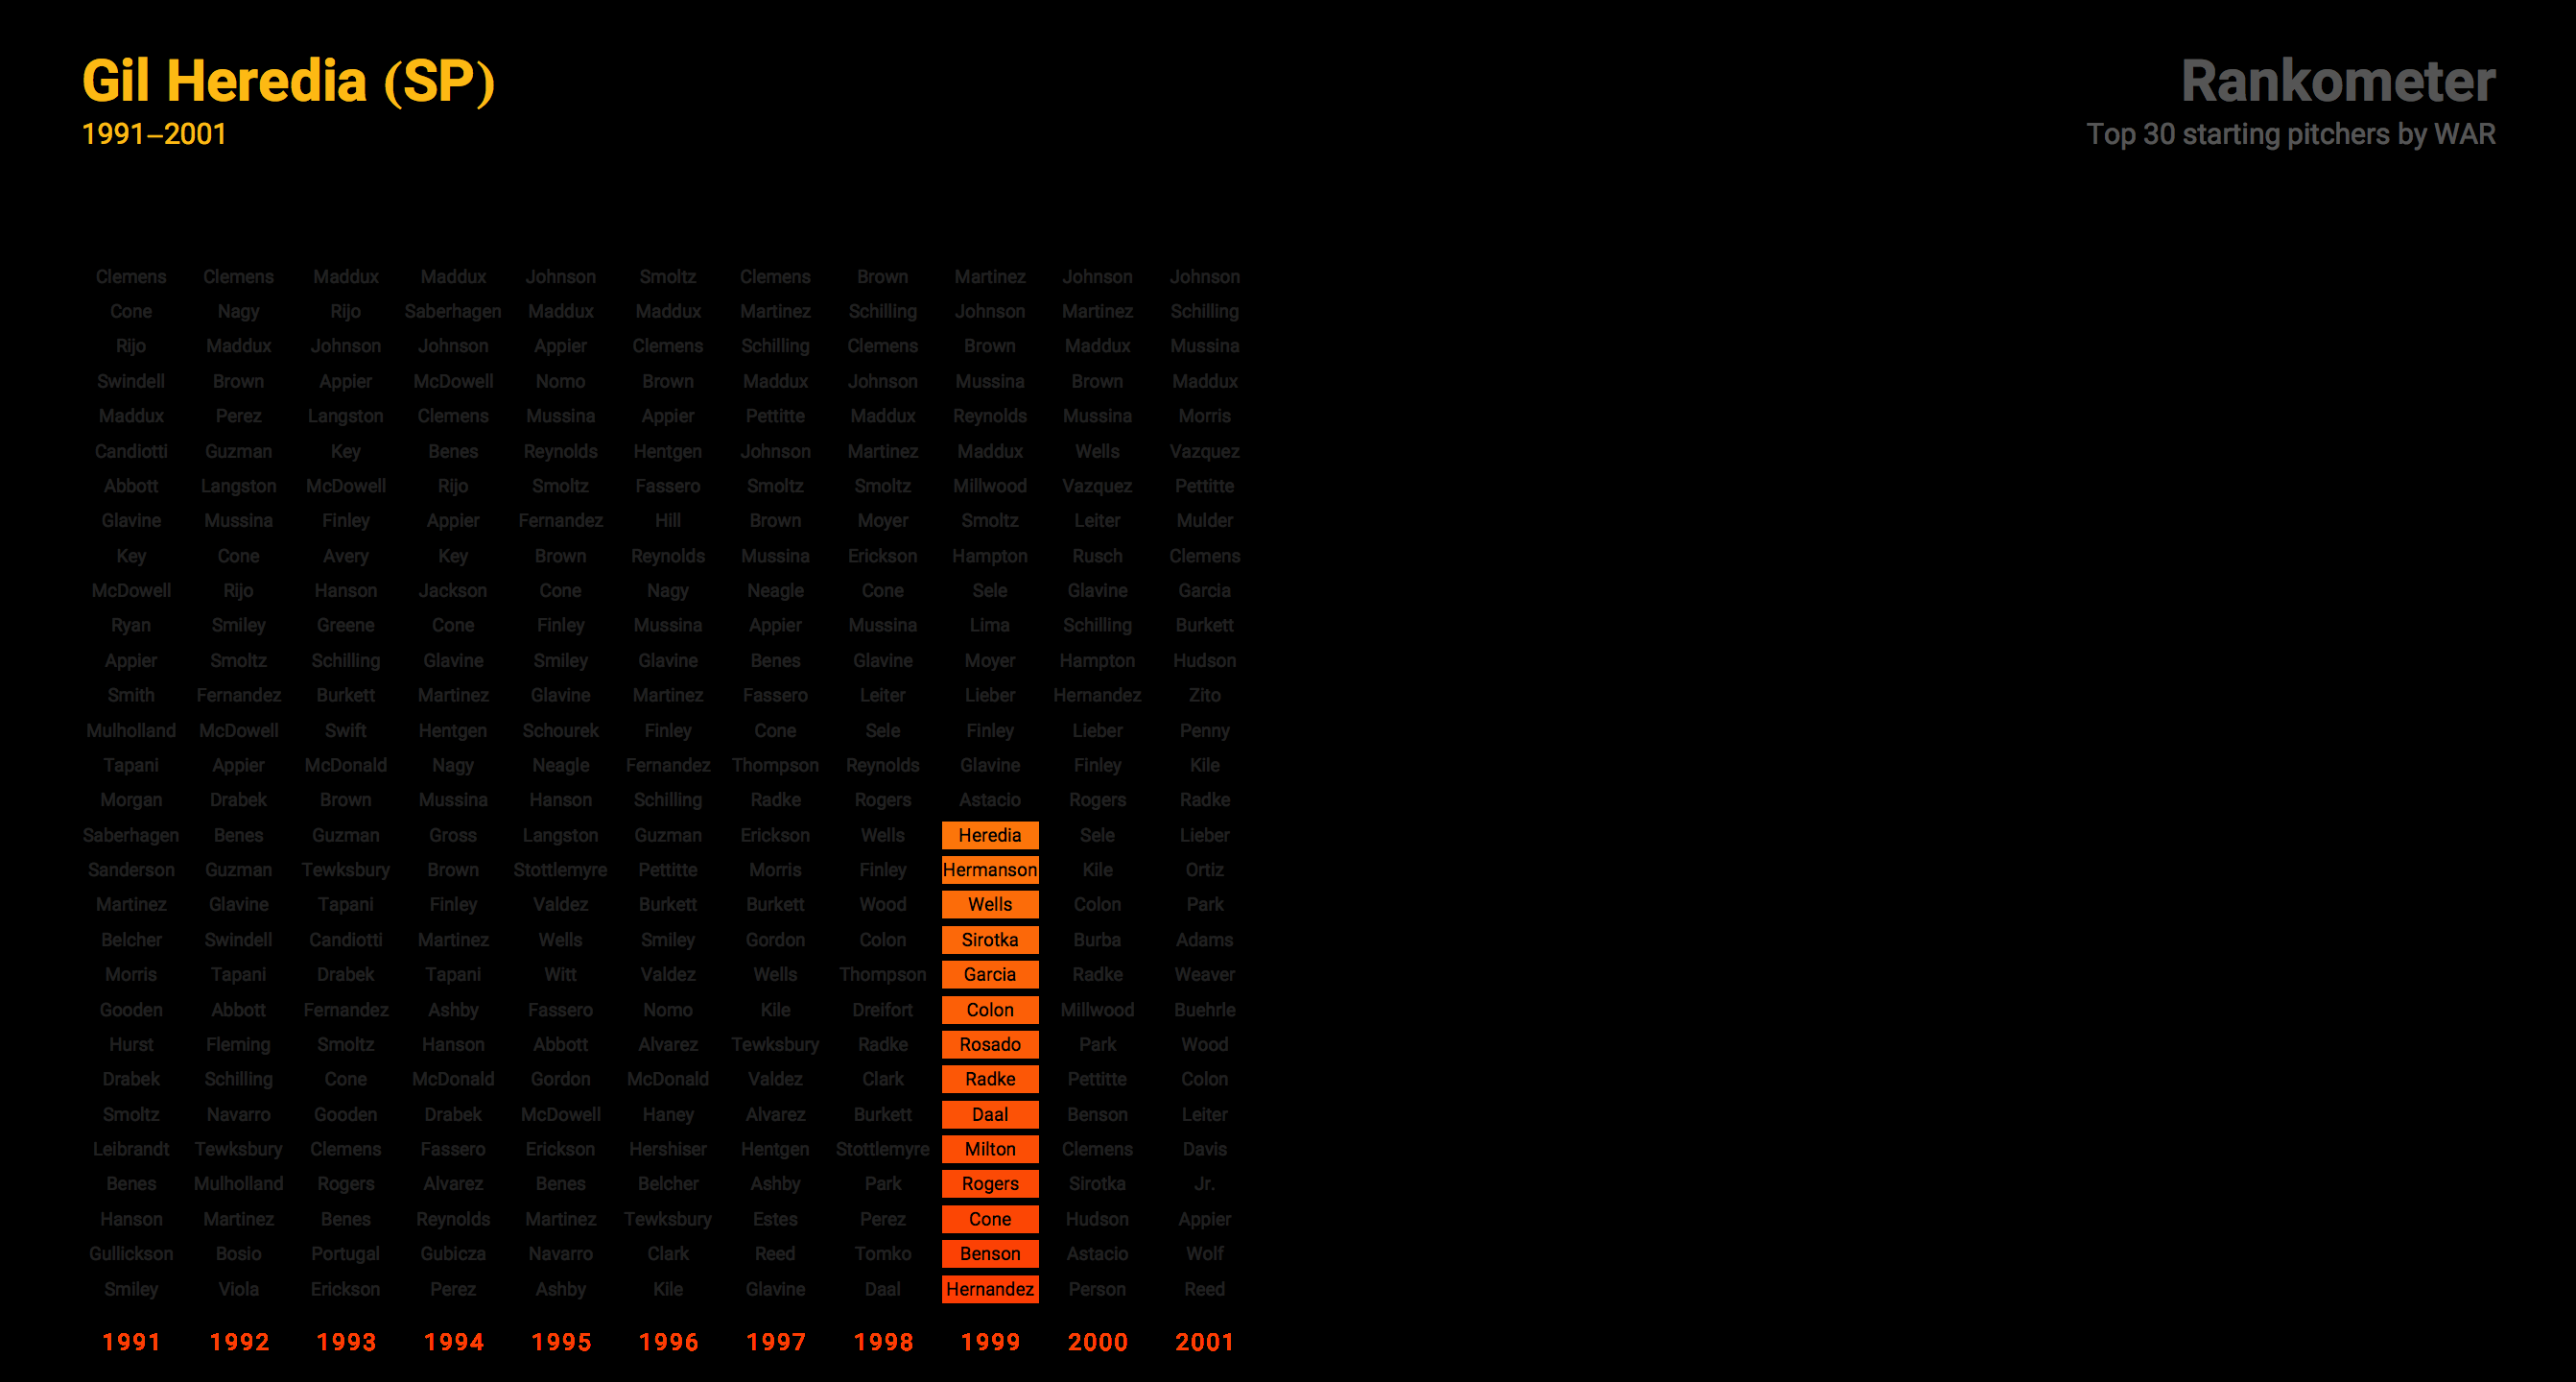 Gil Heredia (SP)
1991–2001
Rankometer
Top 30 starting pitchers by WAR
Clemens Clemens Maddux Maddux Johnson Smoltz Clemens Brown Martinez Johnson Johnson
Cone Nagy Rijo Saberhagen Maddux Maddux Martinez Schilling Johnson Martinez Schilling
Rijo Maddux Johnson Johnson Appier Clemens Schilling Clemens Brown Maddux Mussina
Swindell Brown Appier McDowell Nomo Brown Maddux Johnson Mussina Brown Maddux
Maddux Perez Langston Clemens Mussina Appier Pettitte Maddux Reynolds Mussina Morris
Candiotti Guzman Key Benes Reynolds Hentgen Johnson Martinez Maddux Wells Vazquez
Abbott Langston McDowell Rijo Smoltz Fassero Smoltz Smoltz Millwood Vazquez Pettitte
Glavine Mussina Finley Appier Fernandez Hill Brown Moyer Smoltz Leiter Mulder
Key Cone Avery Key Brown Reynolds Mussina Erickson Hampton Rusch Clemens
McDowell Rijo Hanson Jackson Cone Nagy Neagle Cone Sele Glavine Garcia
Ryan Smiley Greene Cone Finley Mussina Appier Mussina Lima Schilling Burkett
Appier Smoltz Schilling Glavine Smiley Glavine Benes Glavine Moyer Hampton Hudson
Smith Fernandez Burkett Martinez Glavine Martinez Fassero Leiter Lieber Hernandez Zito
Mulholland McDowell Swift Hentgen Schourek Finley Cone Sele Finley Lieber Penny
Tapani Appier McDonald Nagy Neagle Fernandez Thompson Reynolds Glavine Finley Kile
Morgan Drabek Brown Mussina Hanson Schilling Radke Rogers Astacio Rogers Radke
Saberhagen Benes Guzman Gross Langston Guzman Erickson Wells Heredia Sele Lieber
Sanderson Guzman Tewksbury Brown Stottlemyre Pettitte Morris Finley Hermanson Kile Ortiz
Martinez Glavine Tapani Finley Valdez Burkett Burkett Wood Wells Colon Park
Belcher Swindell Candiotti Martinez Wells Smiley Gordon Colon Sirotka Burba Adams
Morris Tapani Drabek Tapani Witt Valdez Wells Thompson Garcia Radke Weaver
Gooden Abbott Fernandez Ashby Fassero Nomo Kile Dreifort Colon Millwood Buehrle
Hurst Fleming Smoltz Hanson Abbott Alvarez Tewksbury Radke Rosado Park Wood
Drabek Schilling Cone McDonald Gordon McDonald Valdez Clark Radke Pettitte Colon
Smoltz Navarro Gooden Drabek McDowell Haney Alvarez Burkett Daal Benson Leiter
Leibrandt Tewksbury Clemens Fassero Erickson Hershiser Hentgen Stottlemyre Milton Clemens Davis
Benes Mulholland Rogers Alvarez Benes Belcher Ashby Park Rogers Sirotka Jr.
Hanson Martinez Benes Reynolds Martinez Tewksbury Estes Perez Cone Hudson Appier
Gullickson Bosio Portugal Gubicza Navarro Clark Reed Tomko Benson Astacio Wolf
Smiley Viola Erickson Perez Ashby Kile Glavine Daal Hernandez Person Reed
1991 1992 1993 1994 1995 1996 1997 1998 1999 2000 2001